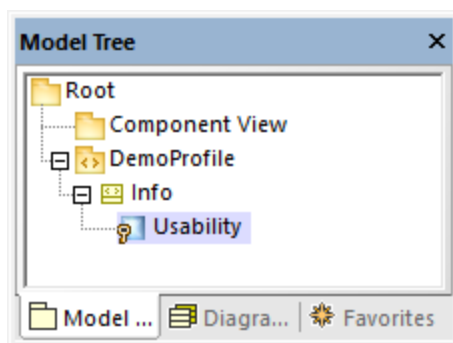 Model Tree
Root
Component View
DemoProfile
Info
Usability
Model ... Diagra... Favorites